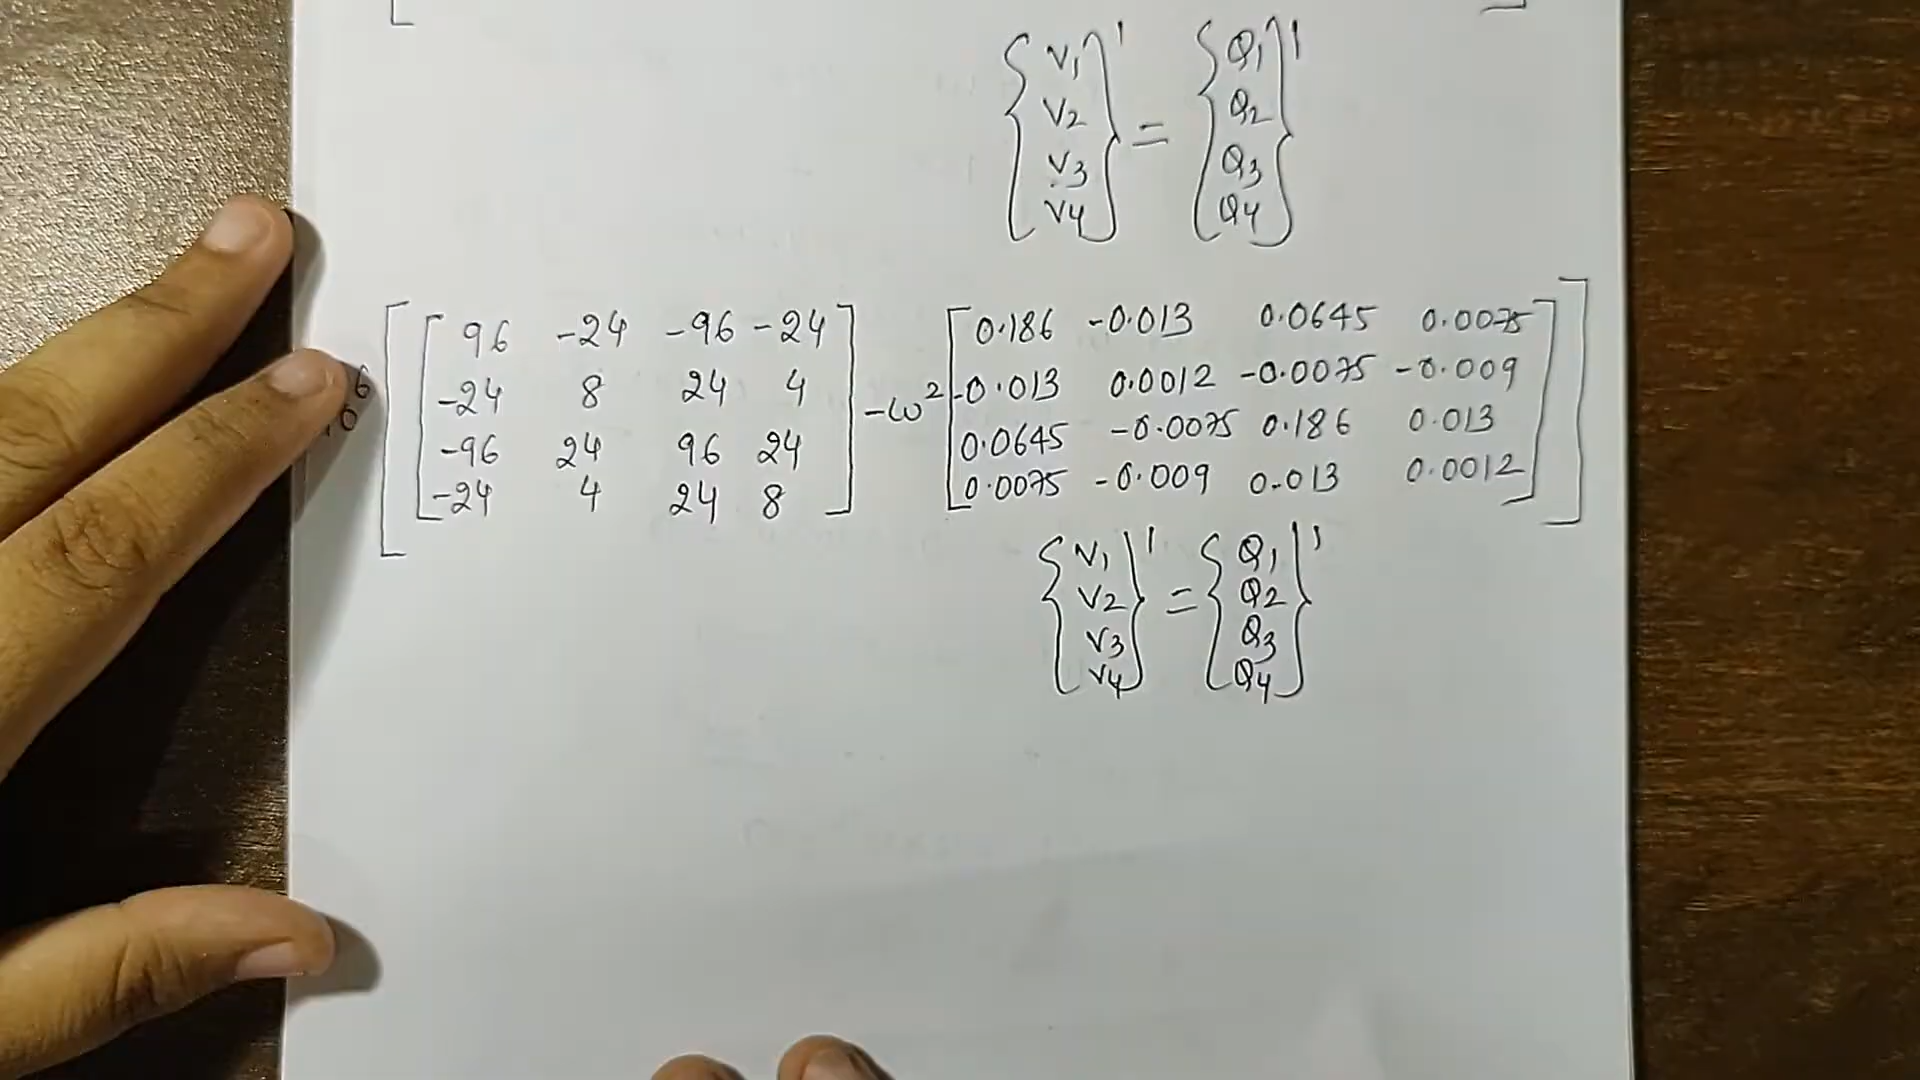 {V1 V2 V3 V4}' = {Q1 Q2 Q3 Q4}'
[[96 -24 -96 -24] - ω² [0.186 -0.013 0.0645 0.0075]]
[-24 8 24 4] [-0.013 0.0012 -0.0075 -0.009]
[-96 24 96 24] [0.0645 -0.0075 0.186 0.013]
[-24 4 24 8] [0.0075 -0.009 0.013 0.0012]
{V1 V2 V3 V4}' = {Q1 Q2 Q3 Q4}'